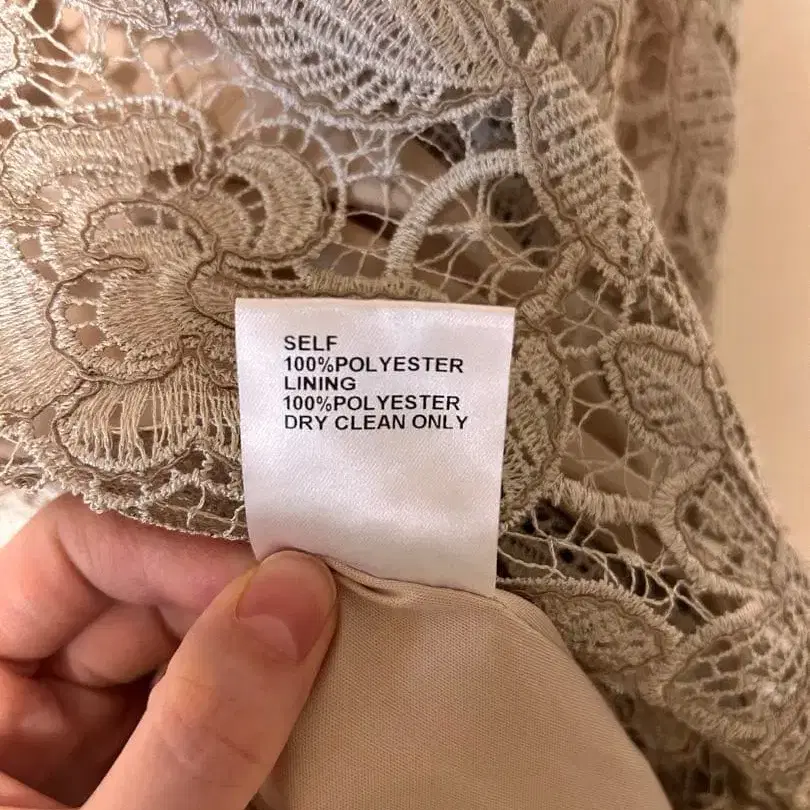 SELF
100%POLYESTER
LINING
100%POLYESTER
DRY CLEAN ONLY